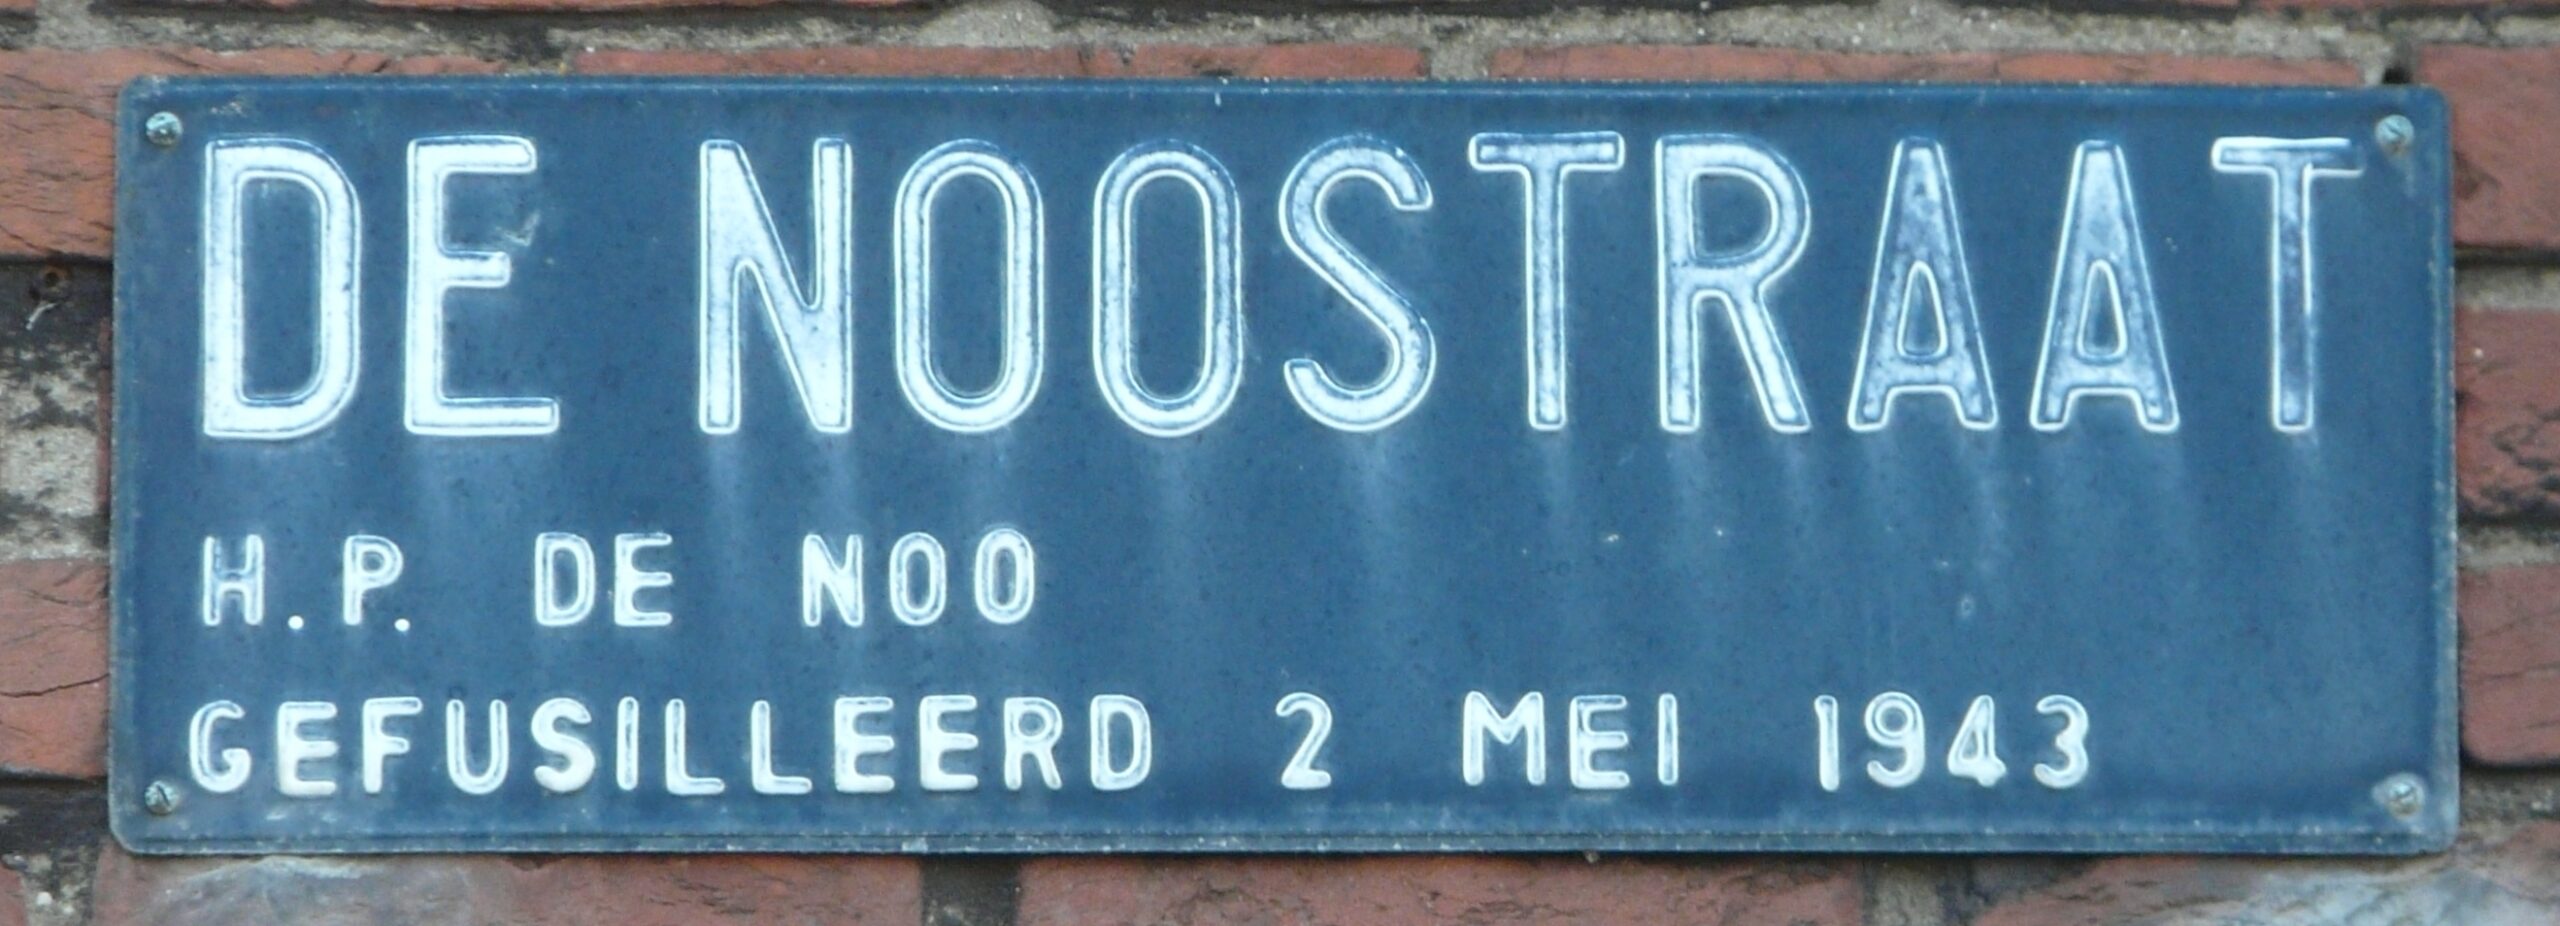 DE NOOSTRAAT
H.P. DE NOO
GEFUSILLEERD 2 MEI 1943